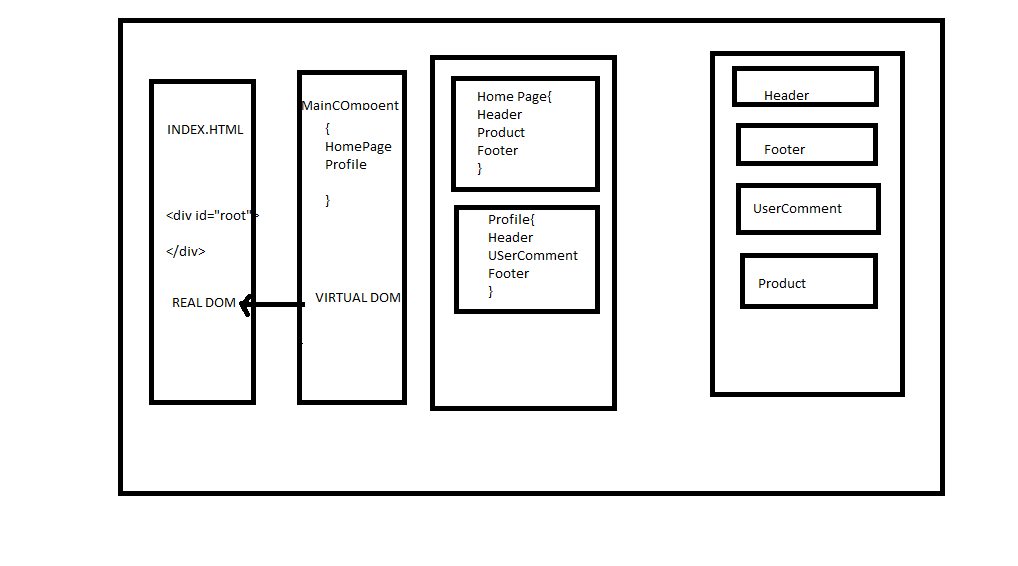 INDEX.HTML
<div id="root">
</div>
REAL DOM
MainCOmpoent
{
HomePage
Profile
}
VIRTUAL DOM
Home Page{
Header
Product
Footer
}
Profile{
Header
USerComment
Footer
}
Header
Footer
UserComment
Product